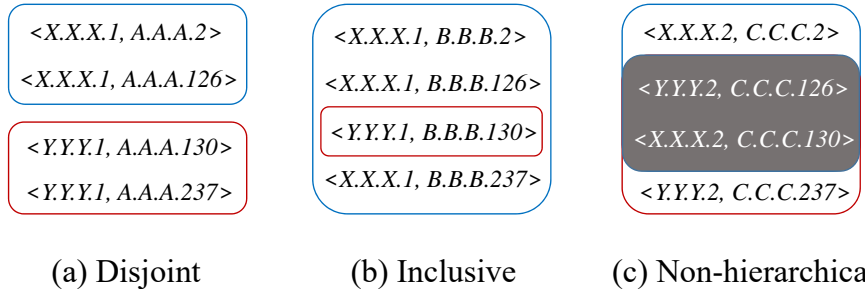 <X.X.X.1, A.A.A.2>
<X.X.X.1, A.A.A.126>
<Y.Y.Y.1, A.A.A.130>
<Y.Y.Y.1, A.A.A.237>
(a) Disjoint
<X.X.X.1, B.B.B.2>
<X.X.X.1, B.B.B.126>
<Y.Y.Y.1, B.B.B.130>
<X.X.X.1, B.B.B.237>
(b) Inclusive
<X.X.X.2, C.C.C.2>
<Y.Y.Y.2, C.C.C.126>
<X.X.X.2, C.C.C.130>
<Y.Y.Y.2, C.C.C.237>
(c) Non-hierarchica